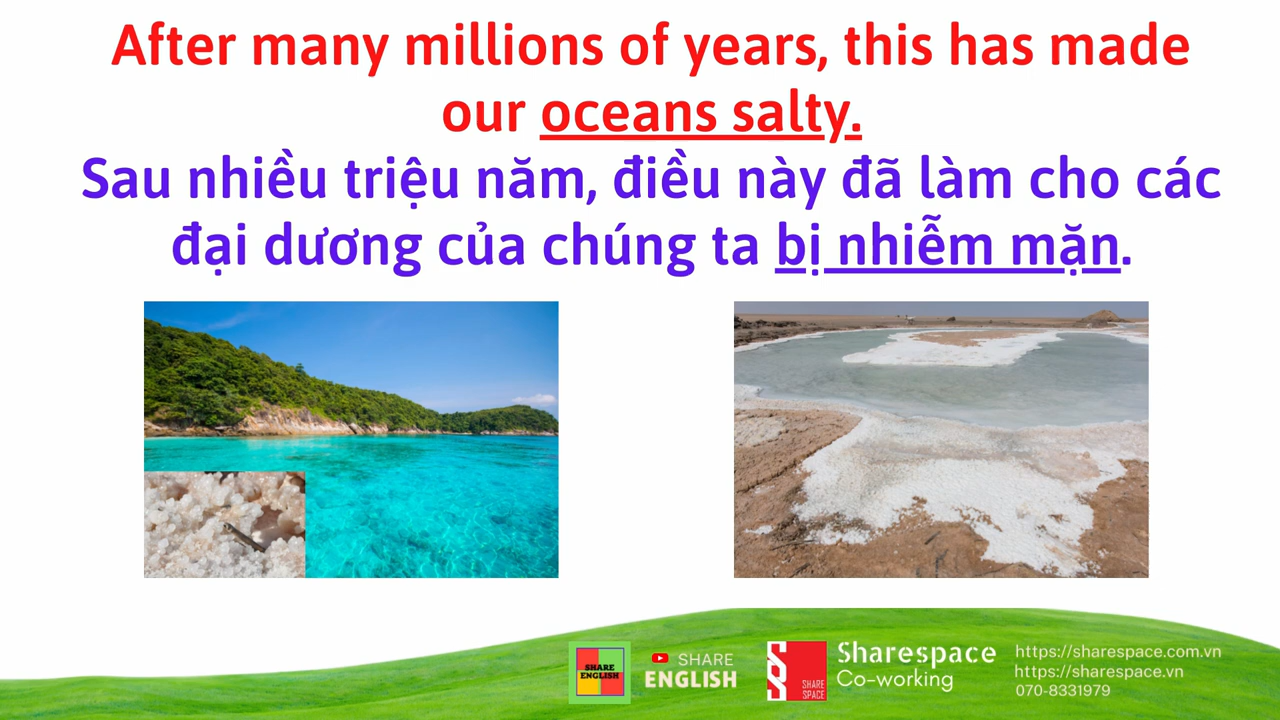 After many millions of years, this has made
our oceans salty.
Sau nhiều triệu năm, điều này đã làm cho các
đại dương của chúng ta bị nhiễm mặn.
SHARE
ENGLISH
SHARE
ENGLISH
SHARE
SPACE
Sharespace
Co-working
https://sharespace.com.vn
https://sharespace.vn
070-8331979